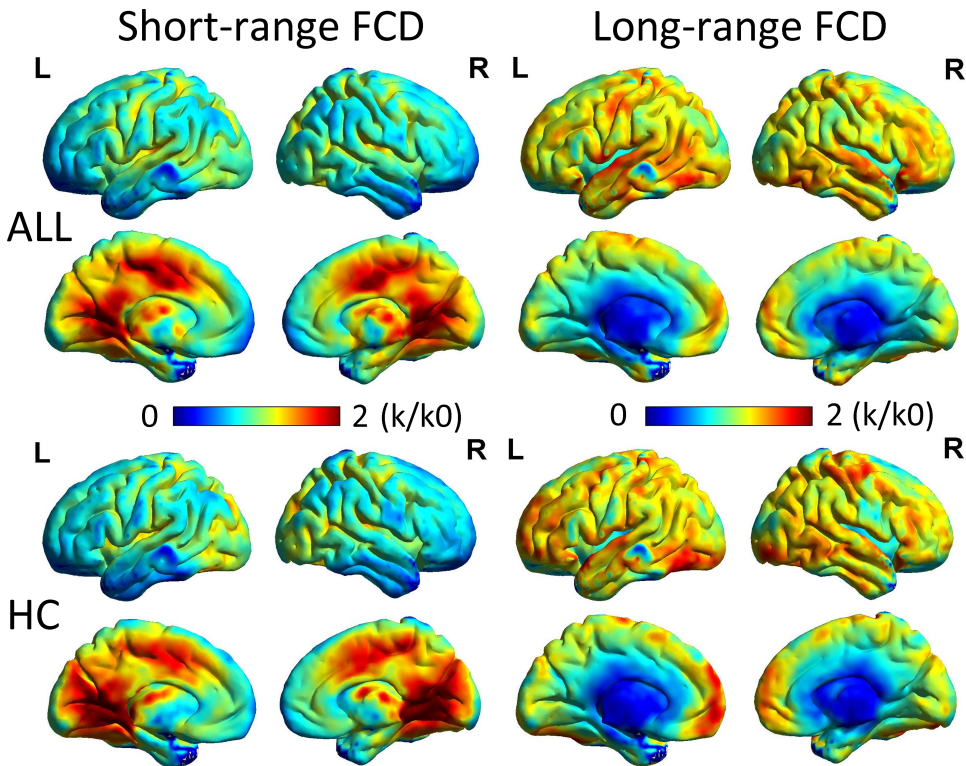 Short-range FCD Long-range FCD
L R L R
ALL
0 2 (k/k0) 0 2 (k/k0)
L R L R
HC